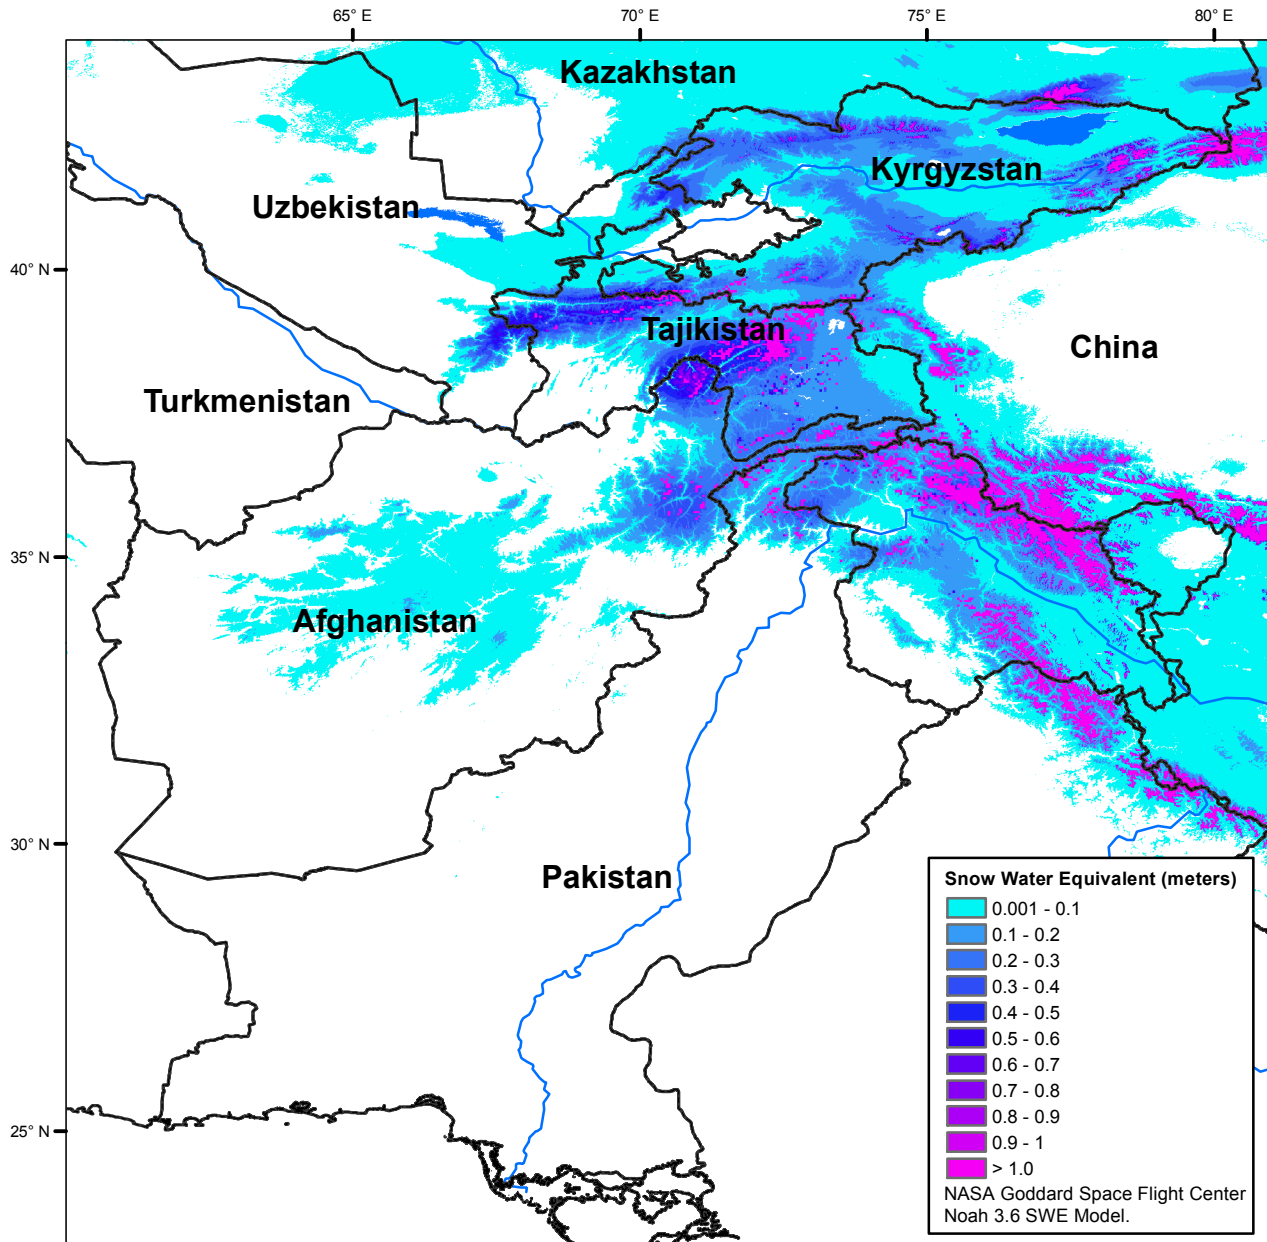 65° E
70° E
75° E
80° E
Kazakhstan
Kyrgyzstan
Uzbekistan
40° N
Tajikistan
China
Turkmenistan
35° N
Afghanistan
30° N
Pakistan
25° N
Snow Water Equivalent (meters)
0.001 - 0.1
0.1 - 0.2
0.2 - 0.3
0.3 - 0.4
0.4 - 0.5
0.5 - 0.6
0.6 - 0.7
0.7 - 0.8
0.8 - 0.9
0.9 - 1
> 1.0
NASA Goddard Space Flight Center
Noah 3.6 SWE Model.